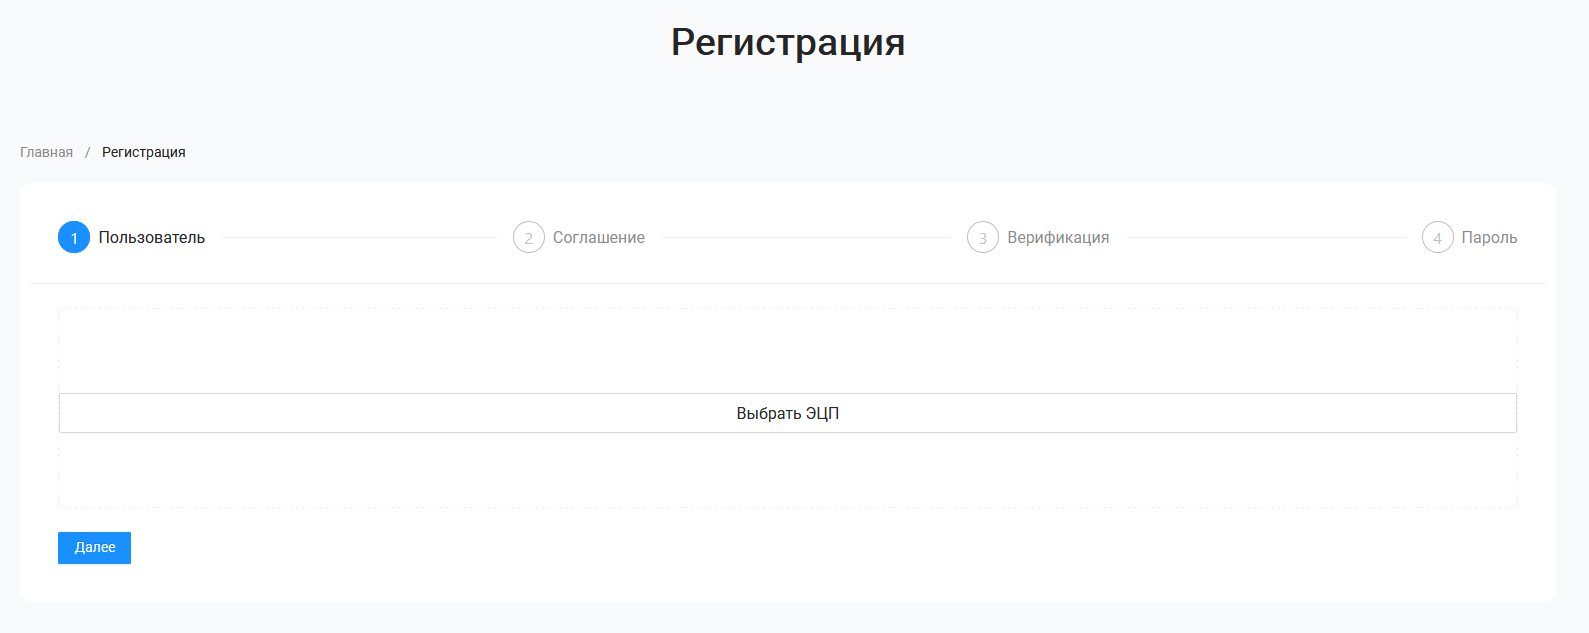 Регистрация
Главная / Регистрация
1 Пользователь 2 Соглашение 3 Верификация 4 Пароль
Выбрать ЭЦП
Далее